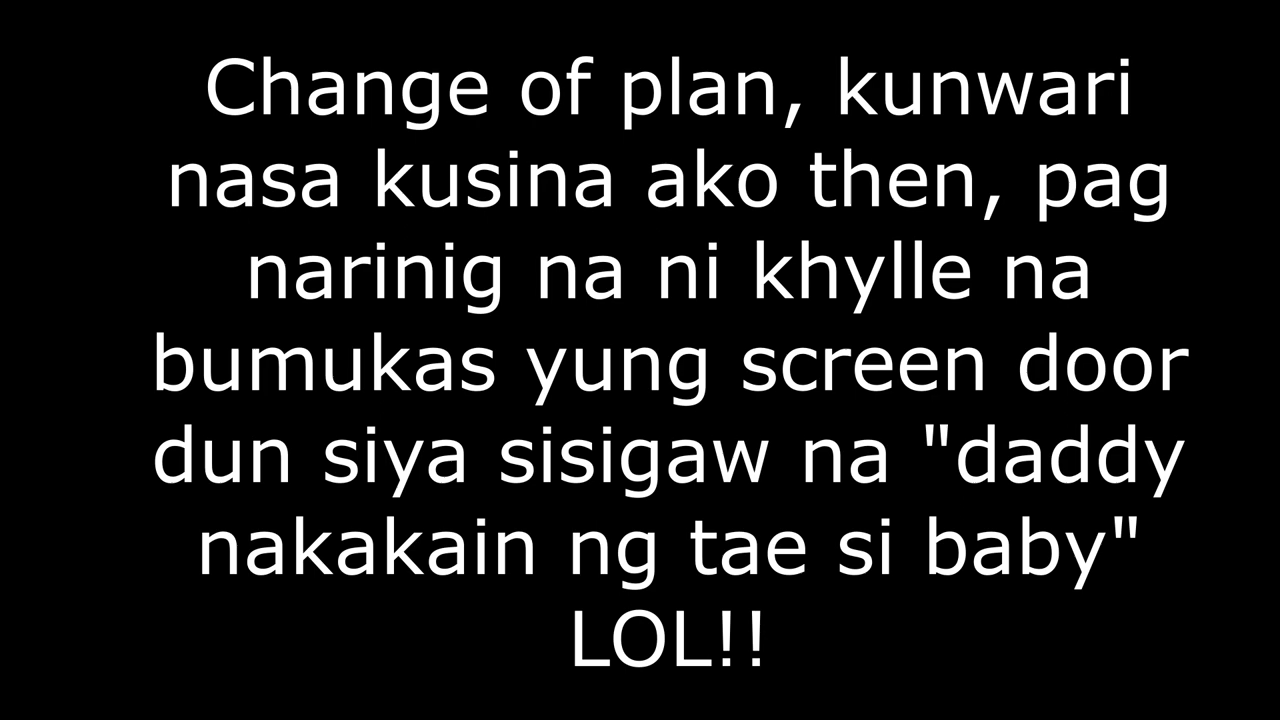 Change of plan, kunwari
nasa kusina ako then, pag
narinig na ni khylle na
bumukas yung screen door
dun siya sisigaw na "daddy
nakakain ng tae si baby"
LOL!!